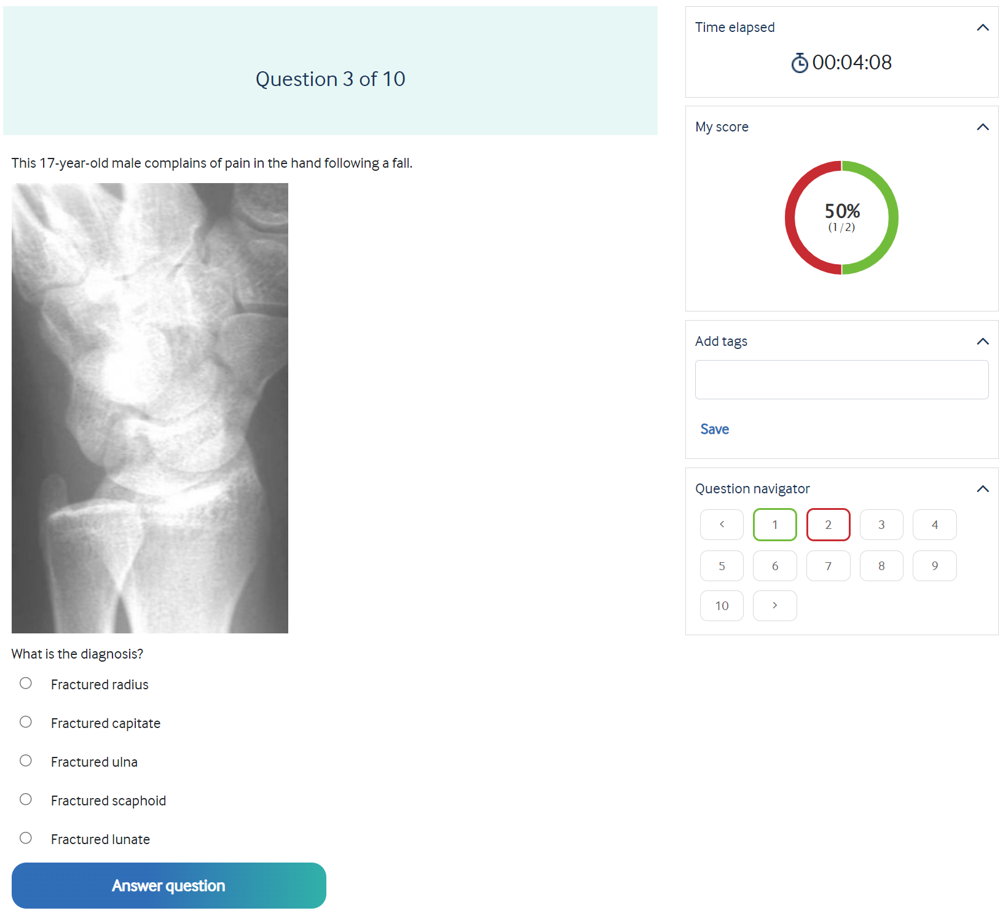 Question 3 of 10
This 17-year-old male complains of pain in the hand following a fall.
What is the diagnosis?
Fractured radius
Fractured capitate
Fractured ulna
Fractured scaphoid
Fractured lunate
Answer question
Time elapsed
00:04:08
My score
50%
(1/2)
Add tags
Save
Question navigator
< 1 2 3 4
5 6 7 8 9
10 >